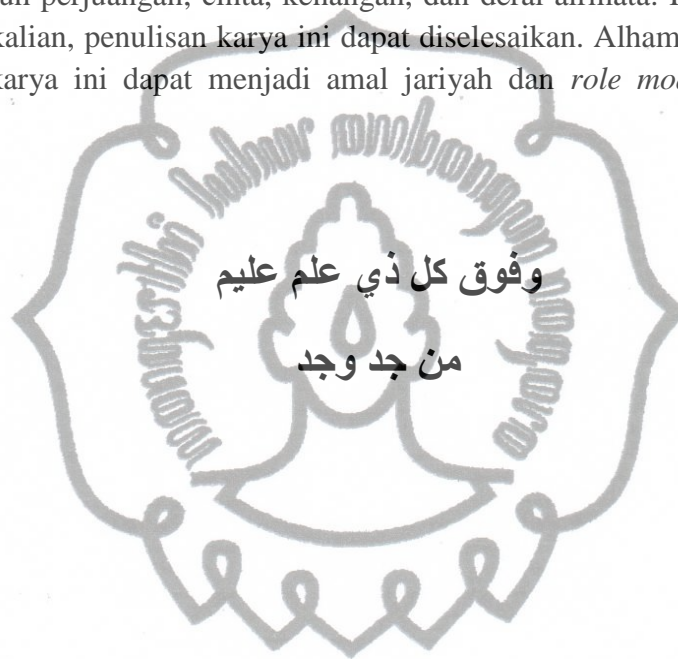 perjuangan, cinta, kenangan, dan derai airmata.
kalian, penulisan karya ini dapat diselesaikan. Alham
karya ini dapat menjadi amal jariyah dan role mod
وفوق كل ذي علم عليم
من جد وجد